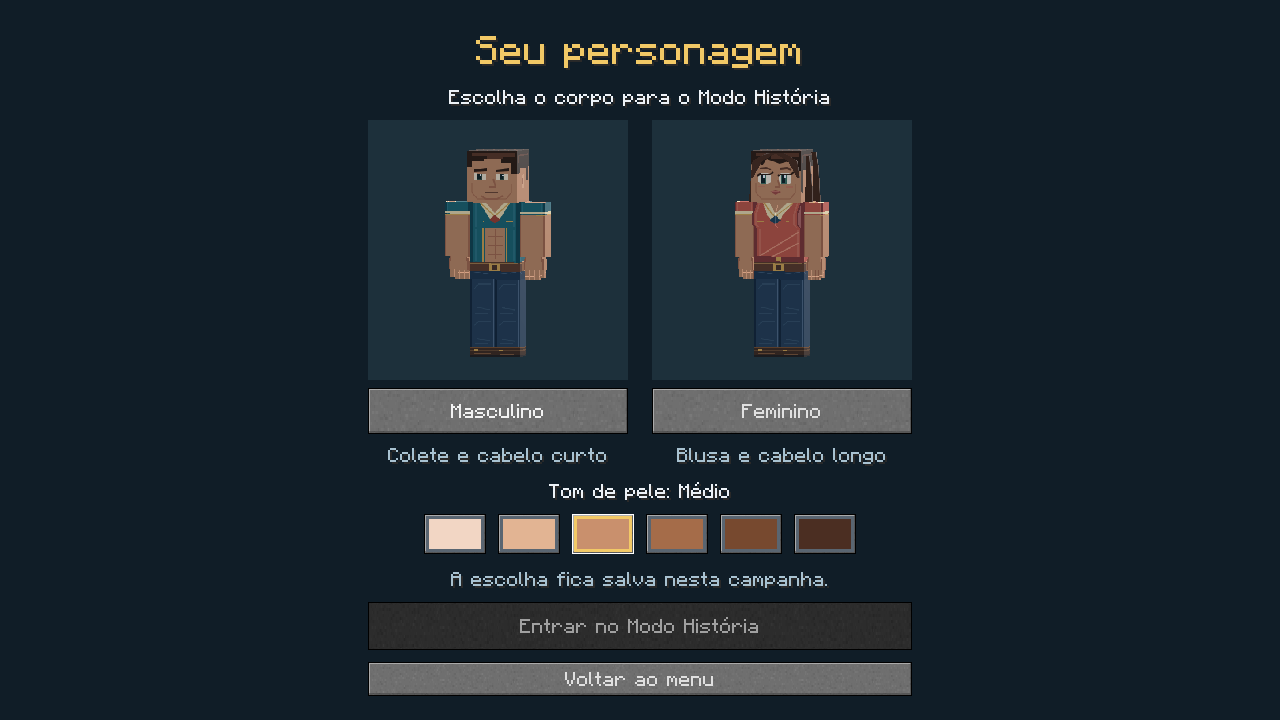 Seu personagem
Escolha o corpo para o Modo História
Masculino
Feminino
Colete e cabelo curto
Blusa e cabelo longo
Tom de pele: Médio
A escolha fica salva nesta campanha.
Entrar no Modo História
Voltar ao menu